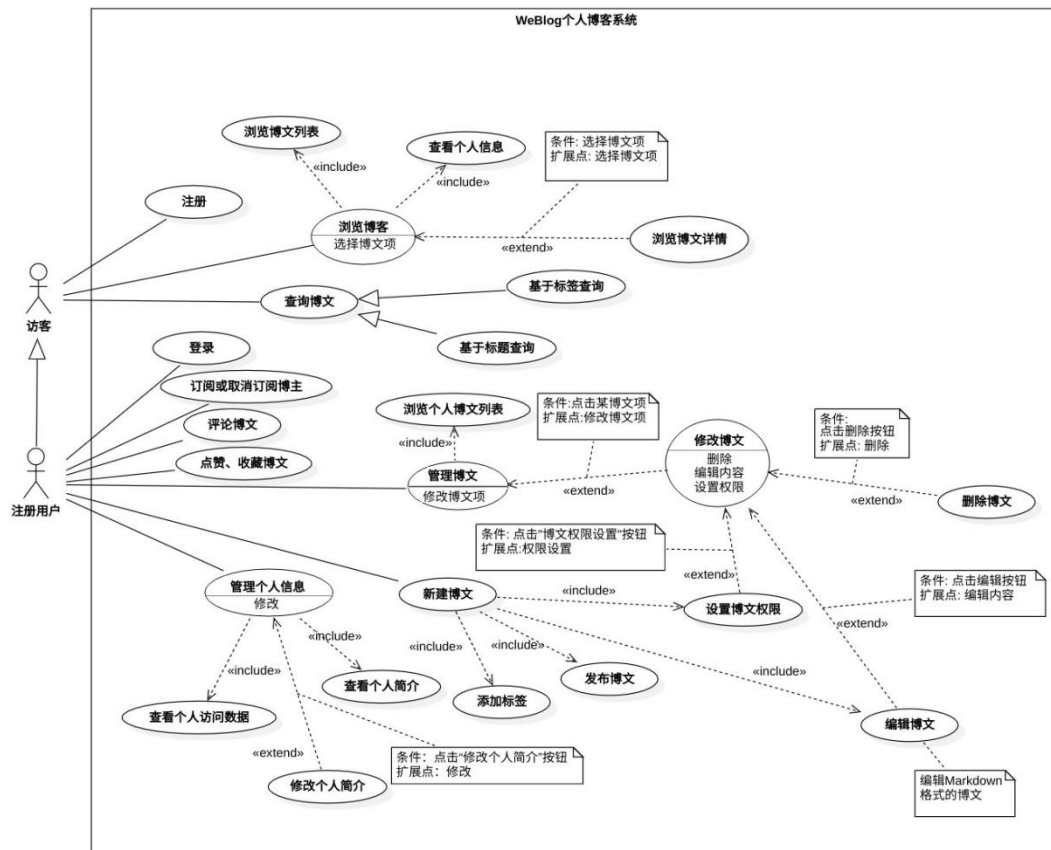 WeBlog个人博客系统
浏览博文列表
查看个人信息
条件: 选择博文项
扩展点: 选择博文项
«include»
«include»
注册
浏览博客
选择博文项
«extend»
浏览博文详情
访客
查询博文
基于标签查询
基于标题查询
登录
订阅或取消订阅博主
评论博文
点赞、收藏博文
注册用户
浏览个人博文列表
«include»
管理博文
修改博文项
条件:点击某博文项
扩展点:修改博文项
«extend»
修改博文
删除
编辑内容
设置权限
条件:
点击删除按钮
扩展点: 删除
«extend»
删除博文
条件: 点击"博文权限设置"按钮
扩展点:权限设置
«extend»
管理个人信息
修改
新建博文
«include»
设置博文权限
条件: 点击编辑按钮
扩展点: 编辑内容
«extend»
«include»
«include»
«include»
«include»
«include»
查看个人访问数据
查看个人简介
添加标签
发布博文
编辑博文
«extend»
修改个人简介
条件：点击“修改个人简介”按钮
扩展点：修改
编辑Markdown
格式的博文